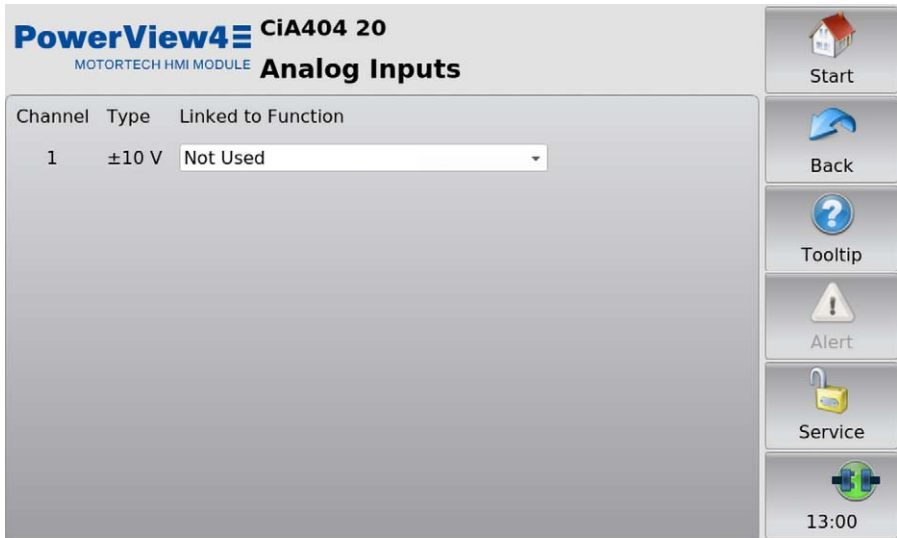 PowerView4
CiA404 20
MOTORTECH HMI MODULE
Analog Inputs
Channel Type Linked to Function
1 ±10 V Not Used
Start
Back
Tooltip
Alert
Service
13:00